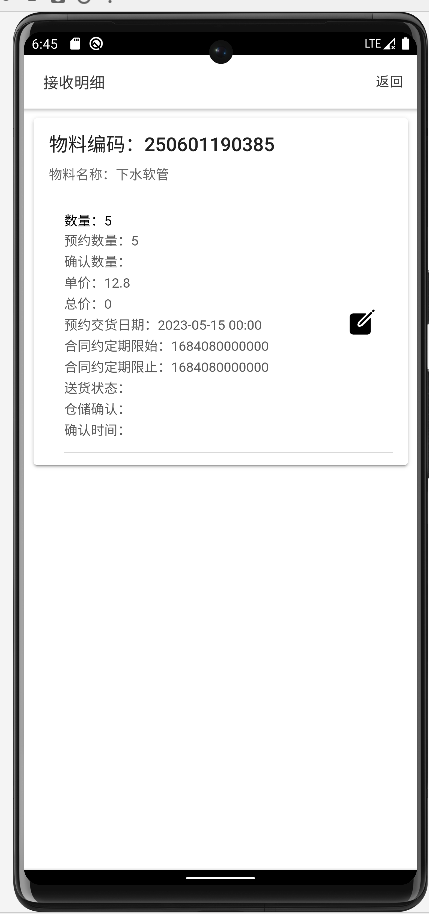 6:45 LTE
接收明细 返回
物料编码：250601190385
物料名称：下水软管
数量：5
预约数量：5
确认数量：
单价：12.8
总价：0
预约交货日期：2023-05-15 00:00
合同约定期限始：1684080000000
合同约定期限止：1684080000000
送货状态：
仓储确认：
确认时间：